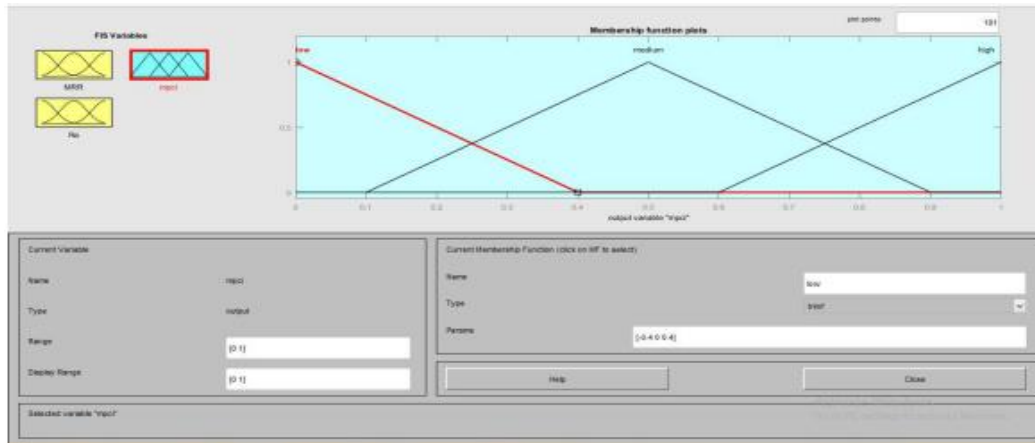 FIS Variables
MRR
mpci
Ra
Membership function plots
plot points
181
low
medium
high
1
0.5
0
0
0.1
0.2
0.3
0.4
0.5
0.6
0.7
0.8
0.9
1
output variable "mpci"
Current Variable
Name
mpci
Type
output
Range
[0 1]
Display Range
[0 1]
Current Membership Function (click on MF to select)
Name
low
Type
trimf
Params
[-0.4 0 0.4]
Help
Close
Selected variable "mpci"